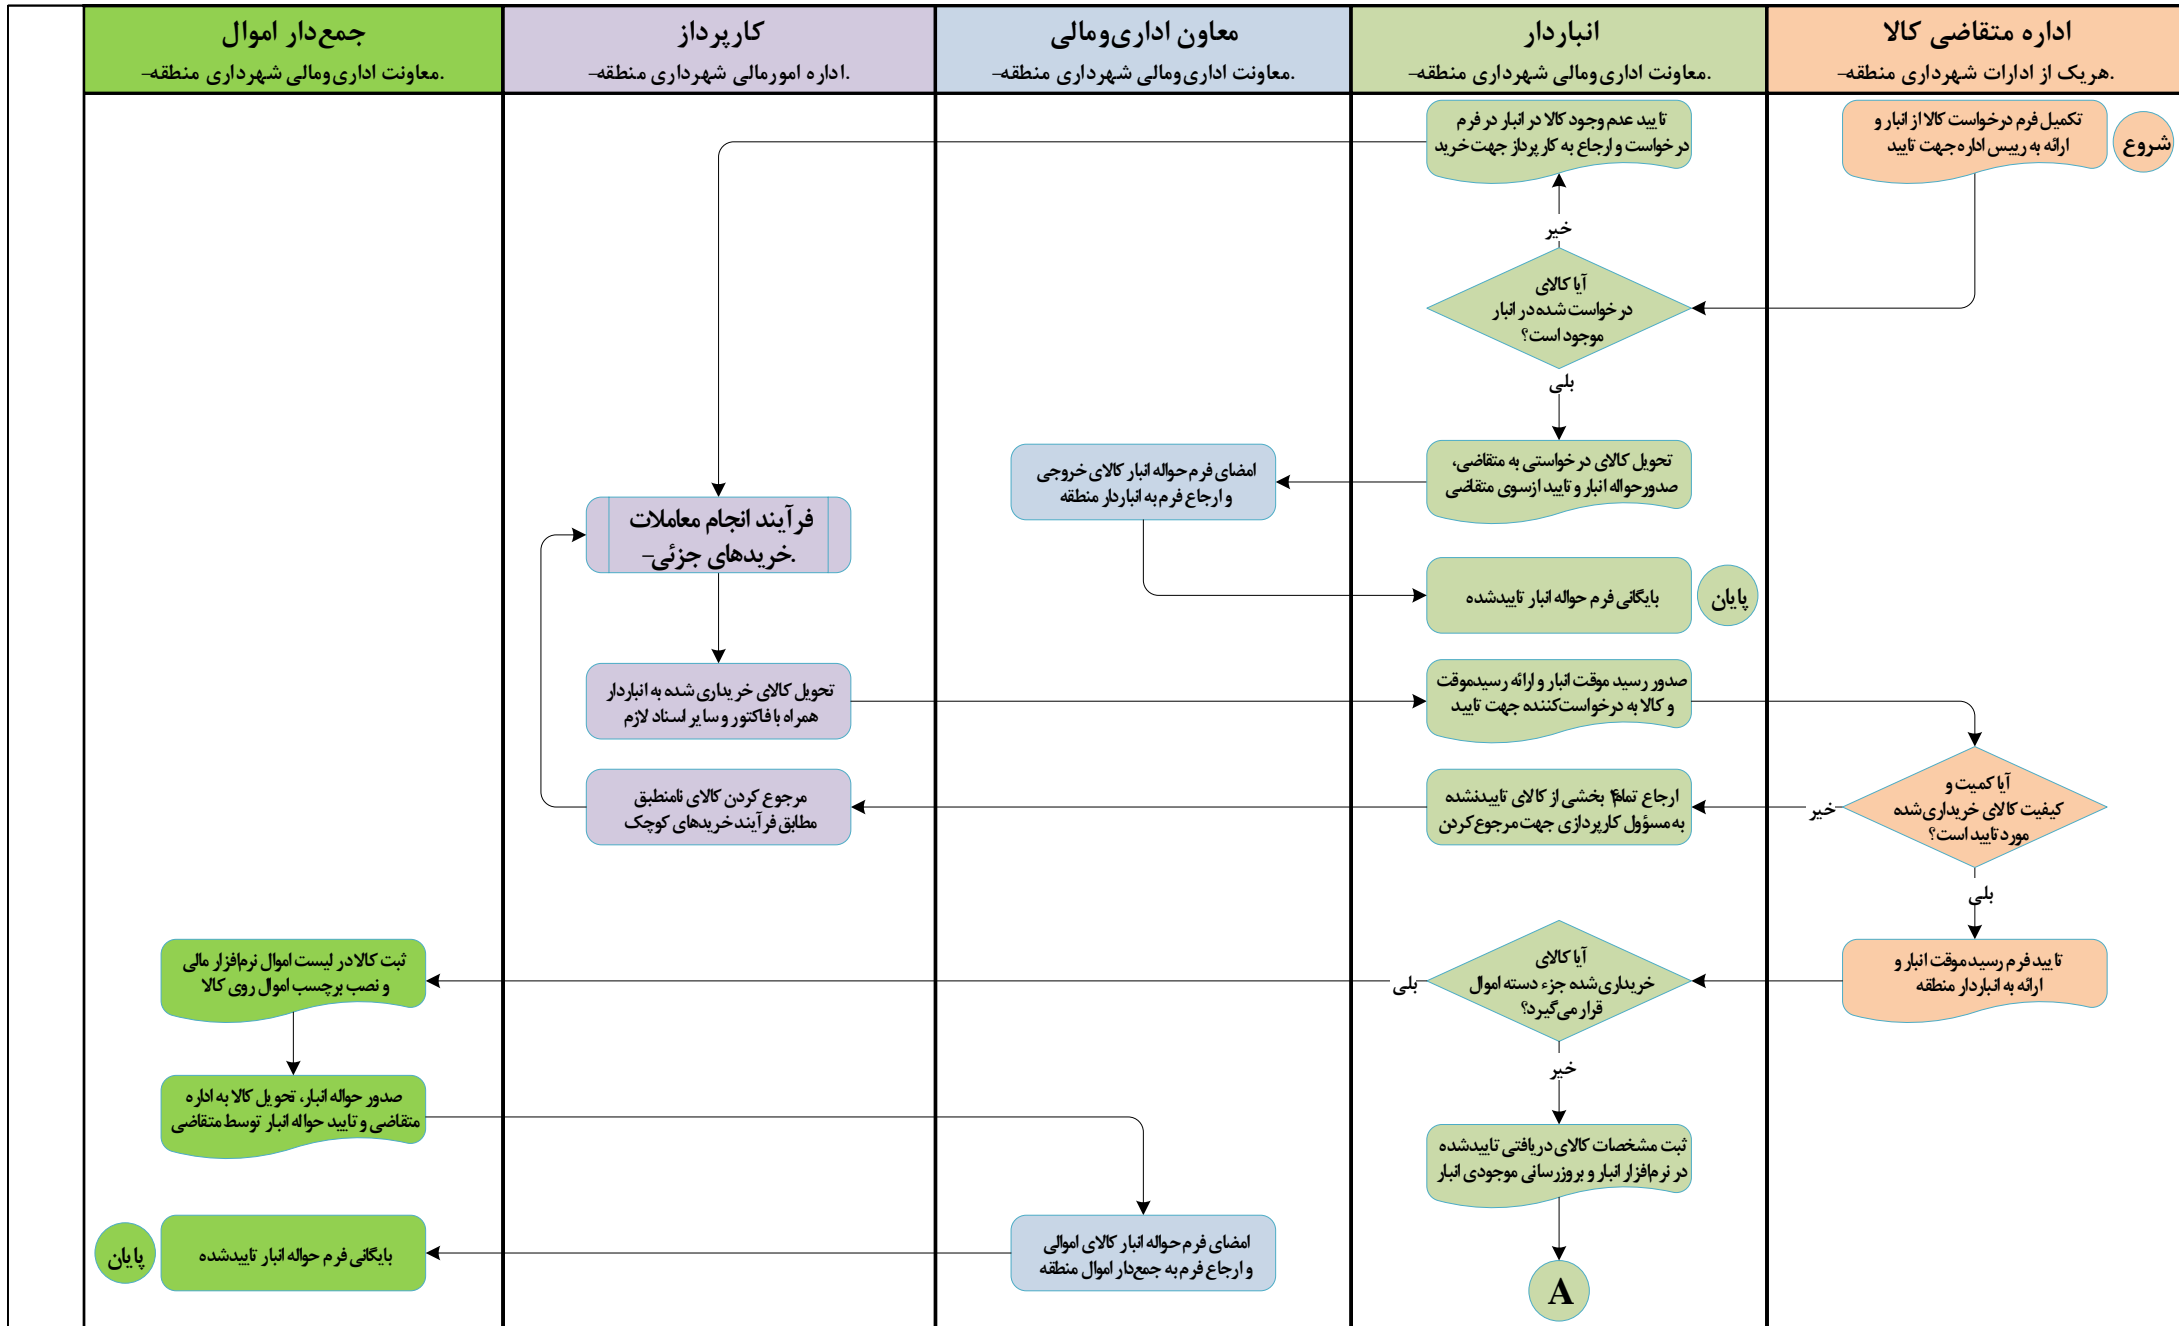 اداره متقاضی کالا
هریک از ادارات شهرداری منطقه-.
انباردار
معاونت اداری‌ومالی شهرداری منطقه-.
معاون اداری‌ومالی
معاونت اداری‌ومالی شهرداری منطقه-.
کارپرداز
اداره امورمالی شهرداری منطقه-.
جمع‌دار اموال
معاونت اداری‌ومالی شهرداری منطقه-.
شروع
تکمیل فرم درخواست کالا از انبار و
ارائه به رییس اداره جهت تایید
تایید عدم وجود کالا در انبار در فرم
درخواست و ارجاع به کارپرداز جهت خرید
خیر
آیا کالای
درخواست شده در انبار
موجود است؟
بلی
تحویل کالای درخواستی به متقاضی،
صدورحواله انبار و تایید ازسوی متقاضی
امضای فرم حواله انبار کالای خروجی
و ارجاع فرم به انباردار منطقه
فرآیند انجام معاملات
خریدهای جزئی-.
پایان
بایگانی فرم حواله انبار تاییدشده
تحویل کالای خریداری شده به انباردار
همراه با فاکتور و سایر اسناد لازم
صدور رسید موقت انبار و ارائه رسیدموقت
و کالا به درخواست‌کننده جهت تایید
آیا کمیت و
کیفیت کالای خریداری‌شده
مورد تایید است؟
خیر
ارجاع بخشی از کالای تاییدنشده
به مسؤول کارپردازی جهت مرجوع‌کردن
مرجوع کردن کالای نامنطبق
مطابق فرآیند خریدهای کوچک
بلی
تایید فرم رسید موقت انبار و
ارائه به انباردار منطقه
آیا کالای
خریداری‌شده جزء دسته اموال
قرار می‌گیرد؟
بلی
ثبت کالا در لیست اموال نرم‌افزار مالی
و نصب برچسب اموال روی کالا
خیر
صدور حواله انبار، تحویل کالا به اداره
متقاضی و تایید حواله انبار توسط متقاضی
ثبت مشخصات کالای دریافتی تاییدشده
در نرم‌افزار انبار و بروزرسانی موجودی انبار
امضای فرم حواله انبار کالای اموالی
و ارجاع فرم به جمع‌دار اموال منطقه
بایگانی فرم حواله انبار تاییدشده
پایان
A